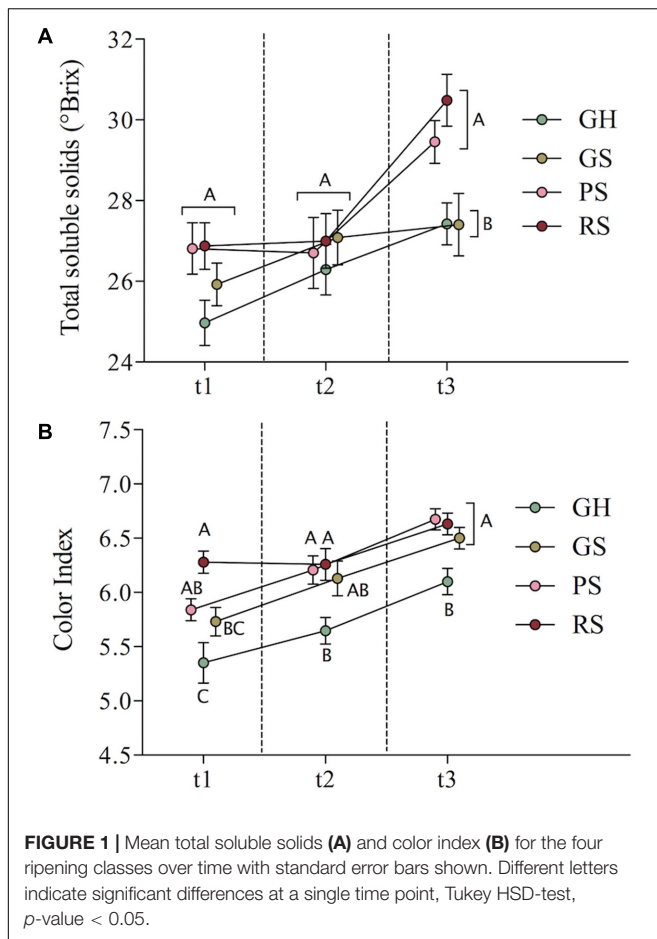 A
32
30
28
26
24
Total soluble solids (°Brix)
A
A
A
B
t1
t2
t3
GH
GS
PS
RS
B
7.5
7.0
6.5
6.0
5.5
5.0
4.5
Color Index
A
AB
BC
C
A A
AB
B
A
B
t1
t2
t3
GH
GS
PS
RS
FIGURE 1 | Mean total soluble solids (A) and color index (B) for the four
ripening classes over time with standard error bars shown. Different letters
indicate significant differences at a single time point, Tukey HSD-test,
p-value < 0.05.